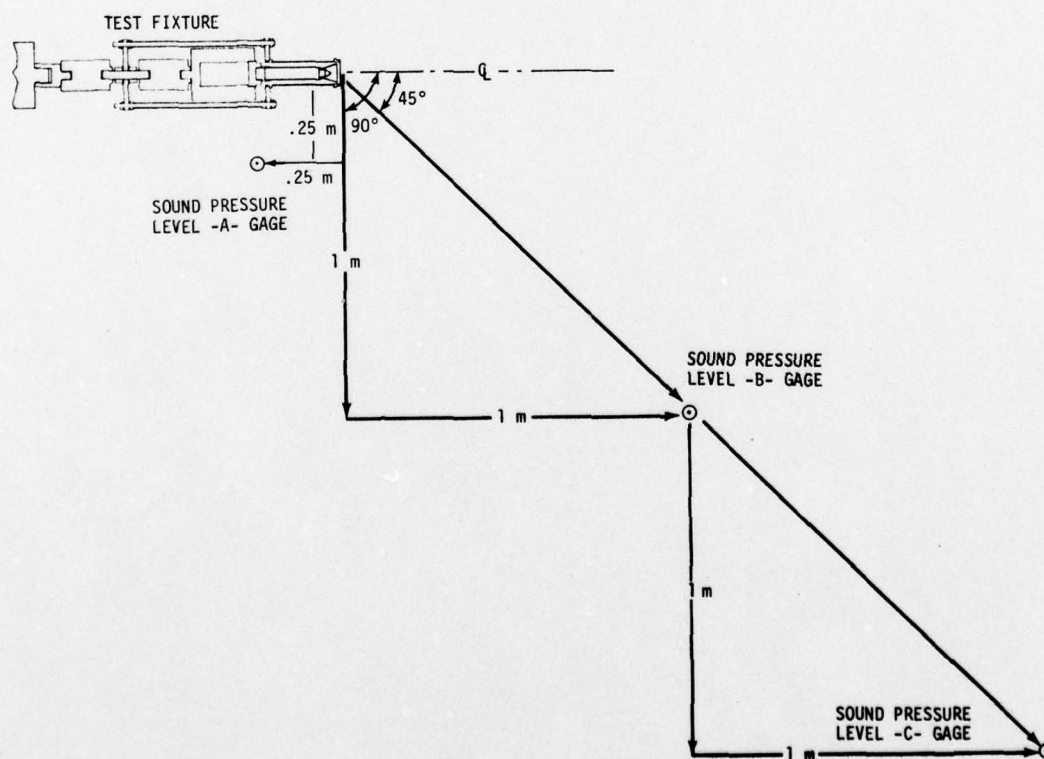 TEST FIXTURE
℄
45°
90°
.25 m
.25 m
SOUND PRESSURE
LEVEL -A- GAGE
1 m
SOUND PRESSURE
LEVEL -B- GAGE
1 m
1 m
SOUND PRESSURE
LEVEL -C- GAGE
1 m